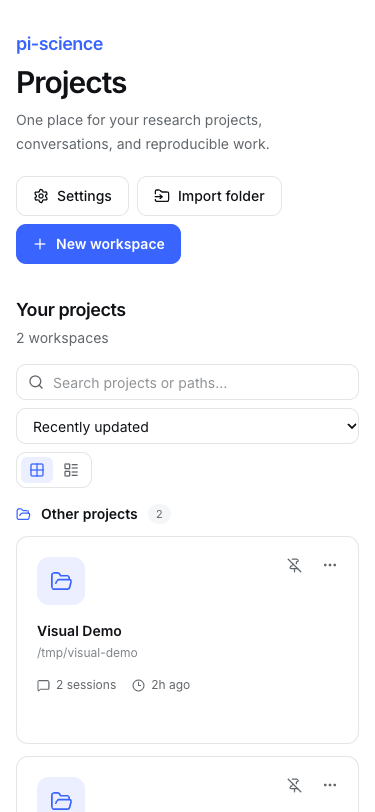 pi-science
Projects
One place for your research projects,
conversations, and reproducible work.
Settings
Import folder
New workspace
Your projects
2 workspaces
Search projects or paths...
Recently updated
Other projects 2
Visual Demo
/tmp/visual-demo
2 sessions 2h ago